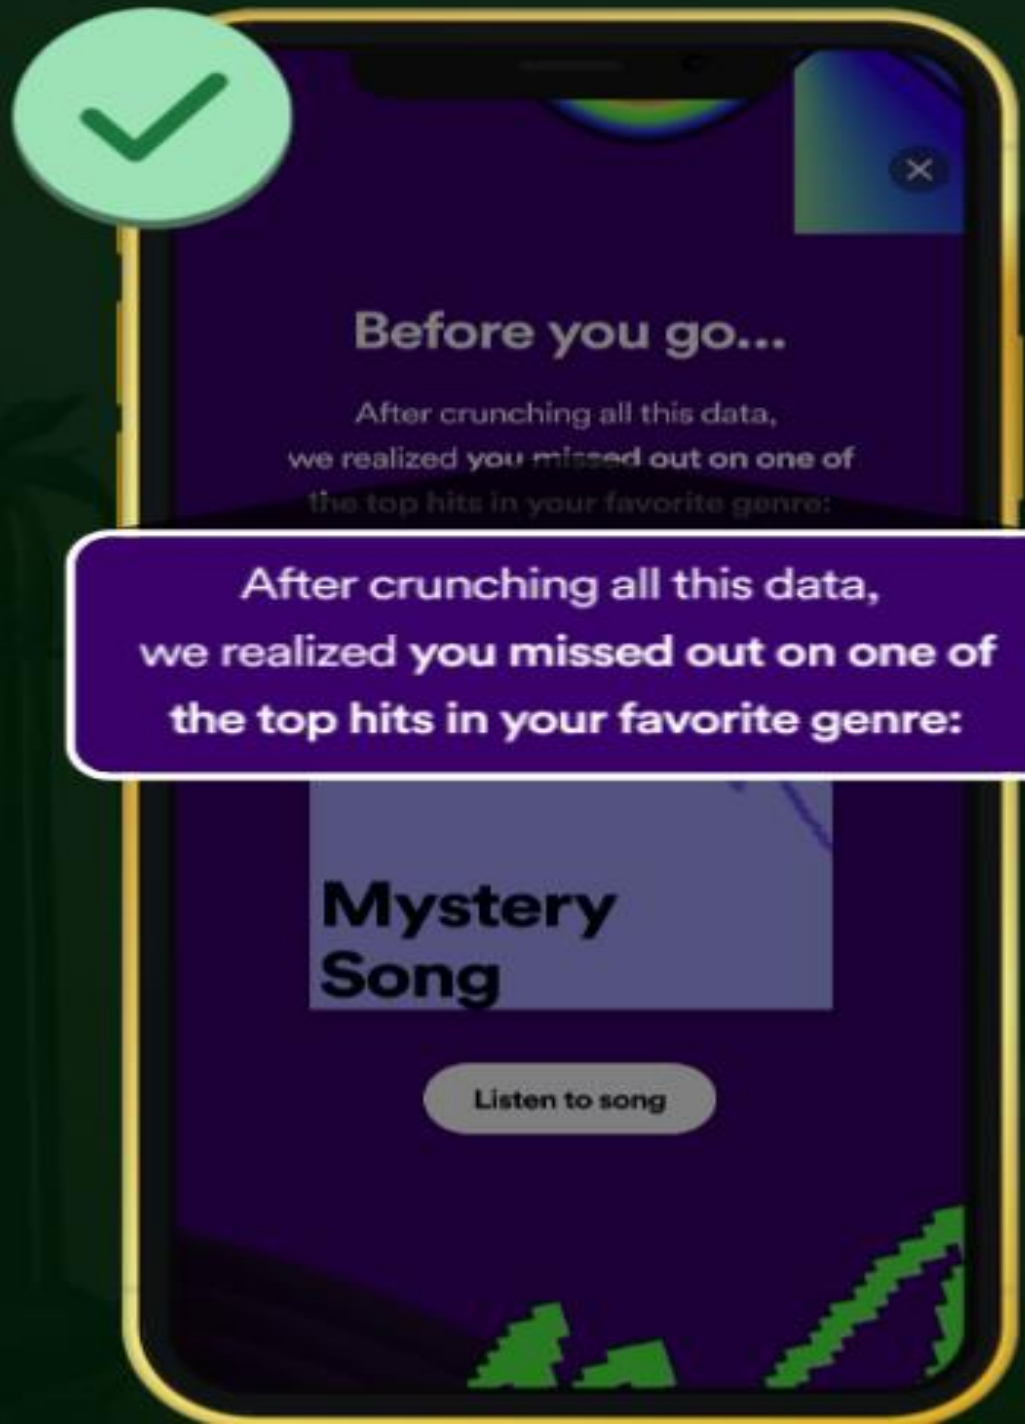 Before you go...
After crunching all this data,
we realized you missed out on one of
the top hits in your favorite genre:
After crunching all this data,
we realized you missed out on one of
the top hits in your favorite genre:
Mystery
Song
Listen to song